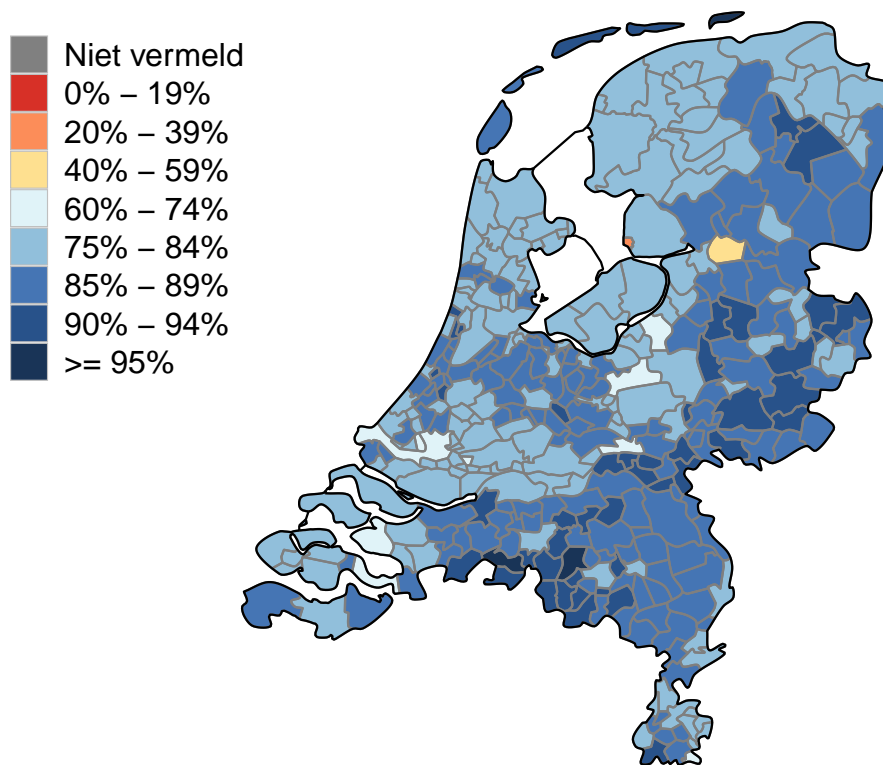 Niet vermeld
0% – 19%
20% – 39%
40% – 59%
60% – 74%
75% – 84%
85% – 89%
90% – 94%
>= 95%